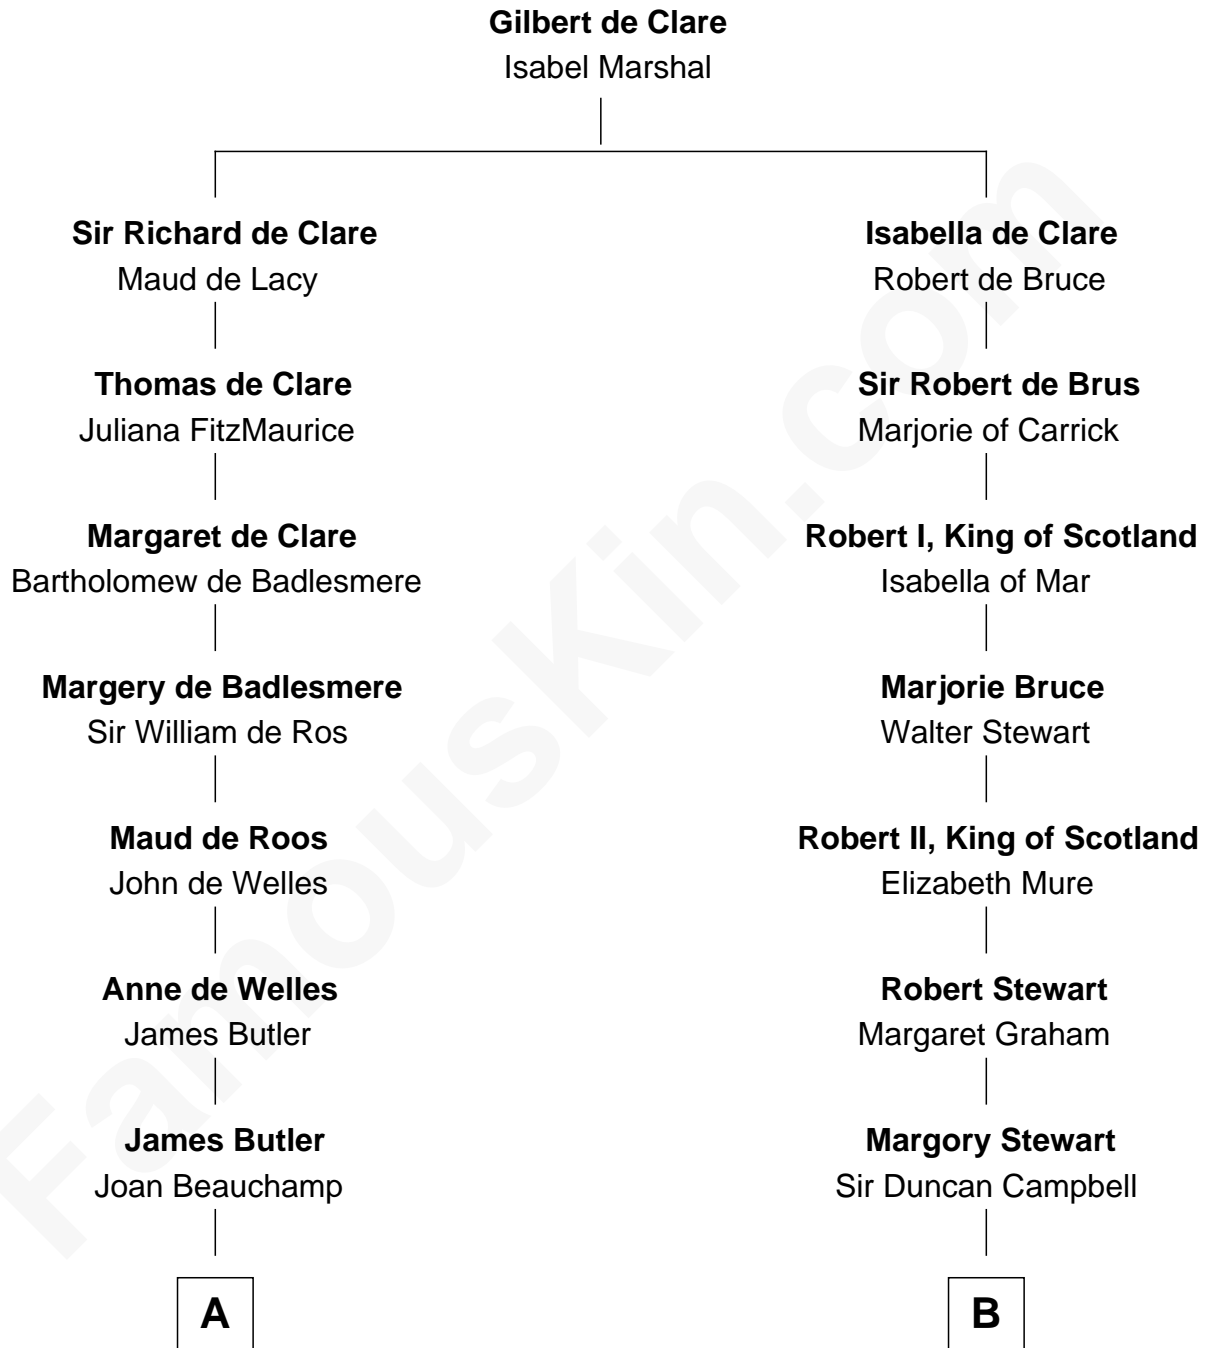 Gilbert de Clare
Isabel Marshal
Sir Richard de Clare
Maud de Lacy
Thomas de Clare
Juliana FitzMaurice
Margaret de Clare
Bartholomew de Badlesmere
Margery de Badlesmere
Sir William de Ros
Maud de Roos
John de Welles
Anne de Welles
James Butler
James Butler
Joan Beauchamp
A
Isabella de Clare
Robert de Bruce
Sir Robert de Brus
Marjorie of Carrick
Robert I, King of Scotland
Isabella of Mar
Marjorie Bruce
Walter Stewart
Robert II, King of Scotland
Elizabeth Mure
Robert Stewart
Margaret Graham
Margory Stewart
Sir Duncan Campbell
B
FamousKin.com